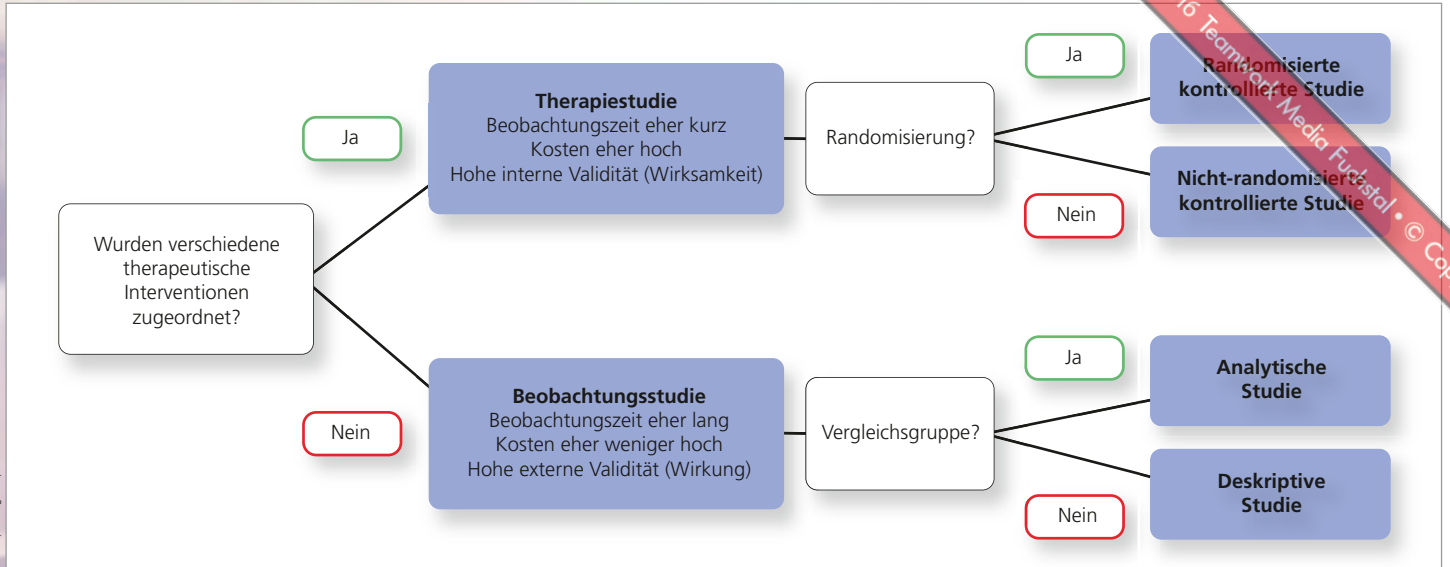 Wurden verschiedene
therapeutische
Interventionen
zugeordnet?
Ja
Therapiestudie
Beobachtungszeit eher kurz
Kosten eher hoch
Hohe interne Validität (Wirksamkeit)
Randomisierung?
Ja
Randomisierte
kontrollierte Studie
Nein
Nicht-randomisierte
kontrollierte Studie
Nein
Beobachtungsstudie
Beobachtungszeit eher lang
Kosten eher weniger hoch
Hohe externe Validität (Wirkung)
Vergleichsgruppe?
Ja
Analytische
Studie
Nein
Deskriptive
Studie
16 Teamwork Media Fuchstal • ©